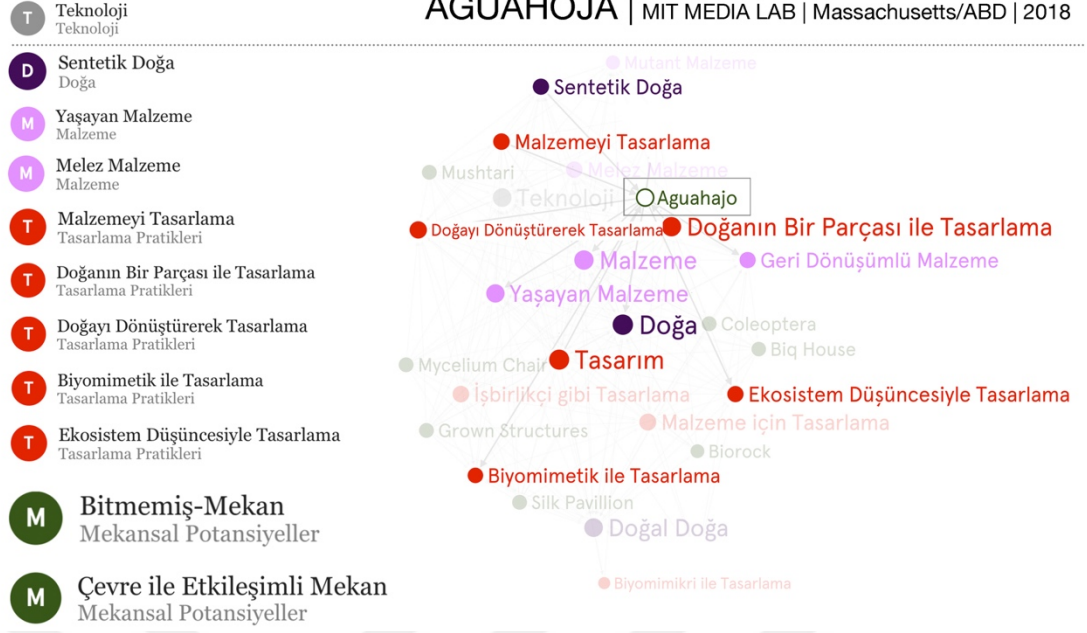 Teknoloji
Teknoloji
AGUAHOJA | MIT MEDIA LAB | Massachusetts/ABD | 2018
D
Sentetik Doğa
Doğa
M
Yaşayan Malzeme
Malzeme
M
Melez Malzeme
Malzeme
T
Malzemeyi Tasarlama
Tasarlama Pratikleri
T
Doğanın Bir Parçası ile Tasarlama
Tasarlama Pratikleri
T
Doğayı Dönüştürerek Tasarlama
Tasarlama Pratikleri
T
Biyomimetik ile Tasarlama
Tasarlama Pratikleri
T
Ekosistem Düşüncesiyle Tasarlama
Tasarlama Pratikleri
M
Bitmemiş-Mekan
Mekansal Potansiyeller
M
Çevre ile Etkileşimli Mekan
Mekansal Potansiyeller
T
Mutant Malzeme
Sentetik Doğa
Malzemeyi Tasarlama
Mushtari
Melez Malzeme
Teknoloji
Aguahajo
Doğayı Dönüştürerek Tasarlama
Doğanın Bir Parçası ile Tasarlama
Malzeme
Geri Dönüşümlü Malzeme
Yaşayan Malzeme
Doğa
Coleoptera
Biq House
Mycelium Chair
Tasarım
İşbirlikçi gibi Tasarlama
Ekosistem Düşüncesiyle Tasarlama
Malzeme için Tasarlama
Grown Structures
Biorock
Biyomimetik ile Tasarlama
Silk Pavillion
Doğal Doğa
Biyomimikri ile Tasarlama